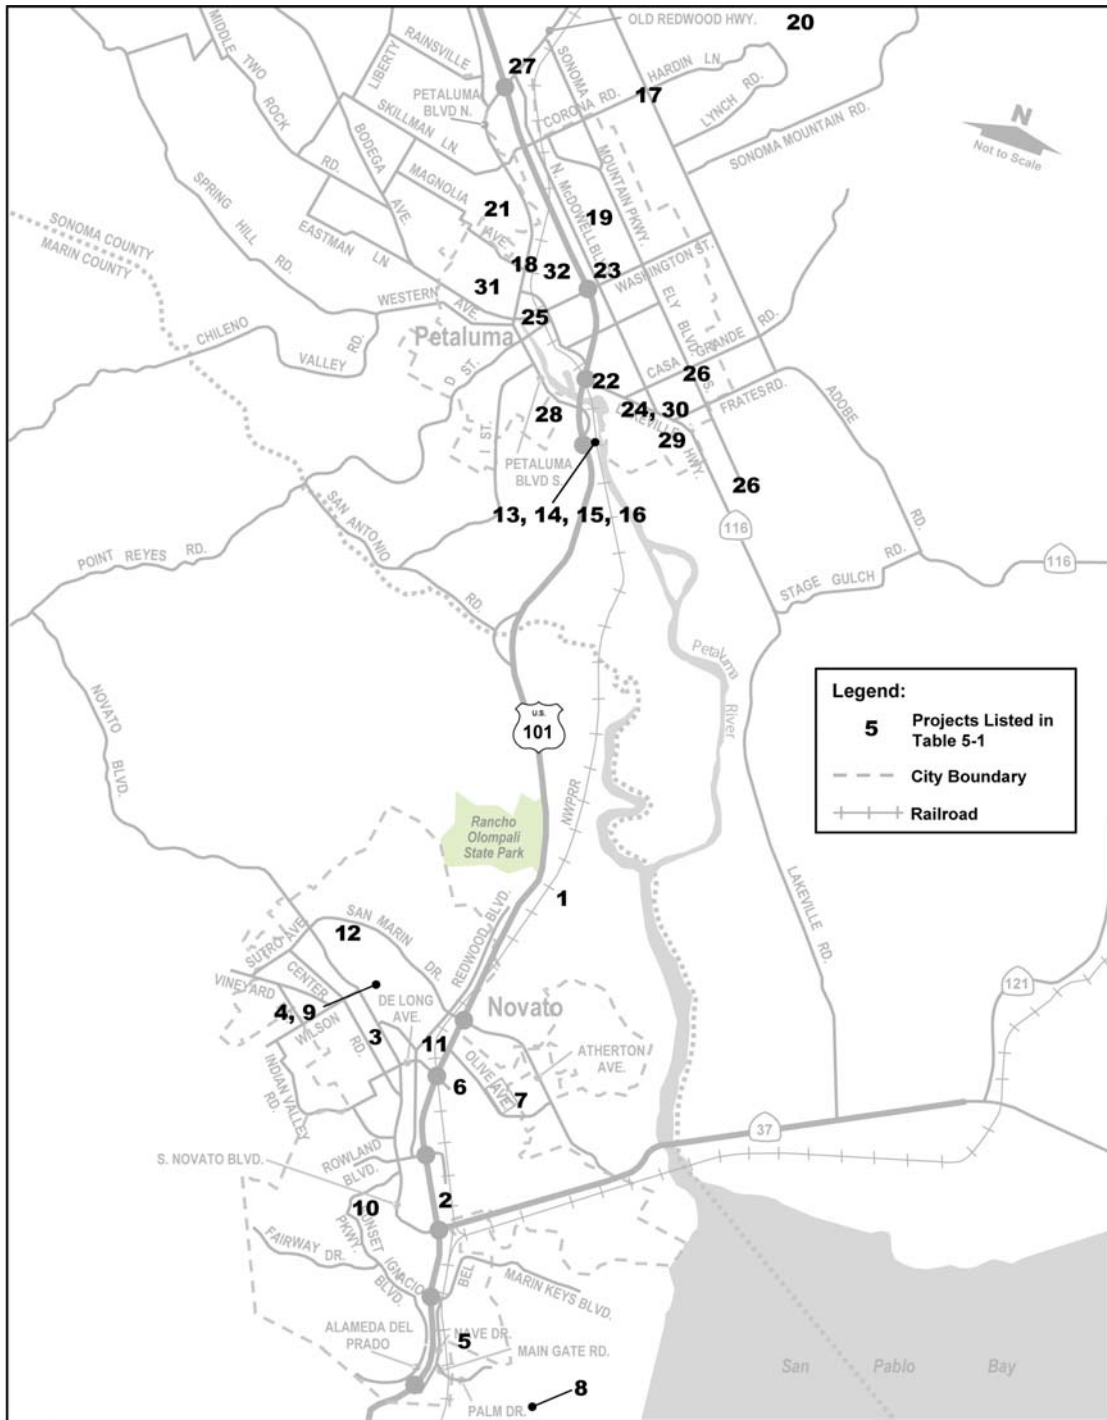 OLD REDWOOD HWY.
20
RAINSVILLE
MIDDLE TWO ROCK RD.
LIBERTY
27
SONOMA MOUNTAIN PKWY.
HARDIN LN.
PETALUMA
BLVD N.
CORONA RD.
17
LYNCH RD.
SKILLMAN LN.
SONOMA MOUNTAIN RD.
N
Not to Scale
BODEGA AVE.
MAGNOLIA AVE.
N. McDOWELL BL
SPRING HILL RD.
21
19
EASTMAN LN
SONOMA COUNTY
MARIN COUNTY
18
32
23
WASHINGTON ST.
31
WESTERN AVE.
25
ELY BLVD. S.
Petaluma
CHILENO VALLEY RD.
D ST.
CASA GRANDE RD.
26
22
24, 30
FRATES RD.
ADOBE RD.
28
LAKEVILLE HWY.
29
I ST.
PETALUMA
BLVD S.
26
13, 14, 15, 16
116
SAN ANTONIO RD.
POINT REYES RD.
116
STAGE GULCH RD.
Petaluma River
NOVATO BLVD.
U.S.
101
Legend:
5 Projects Listed in
Table 5-1
City Boundary
Railroad
NWPRR
Rancho
Olompali
State Park
1
LAKEVILLE RD.
SAN MARIN DR.
12
REDWOOD BLVD.
SUTRO AVE.
CENTER RD.
VINEYARD
121
DE LONG
AVE.
Novato
4, 9
WILSON
3
11
ATHERTON
AVE.
OLIVE AVE.
INDIAN VALLEY RD.
6
7
37
ROWLAND BLVD.
S. NOVATO BLVD.
10
2
UNSET PKWY.
FAIRWAY DR.
IGNACIO BLVD.
BEL MARIN KEYS BLVD.
ALAMEDA DEL
PRADO
NAVE DR.
5
MAIN GATE RD.
San Pablo Bay
8
PALM DR.